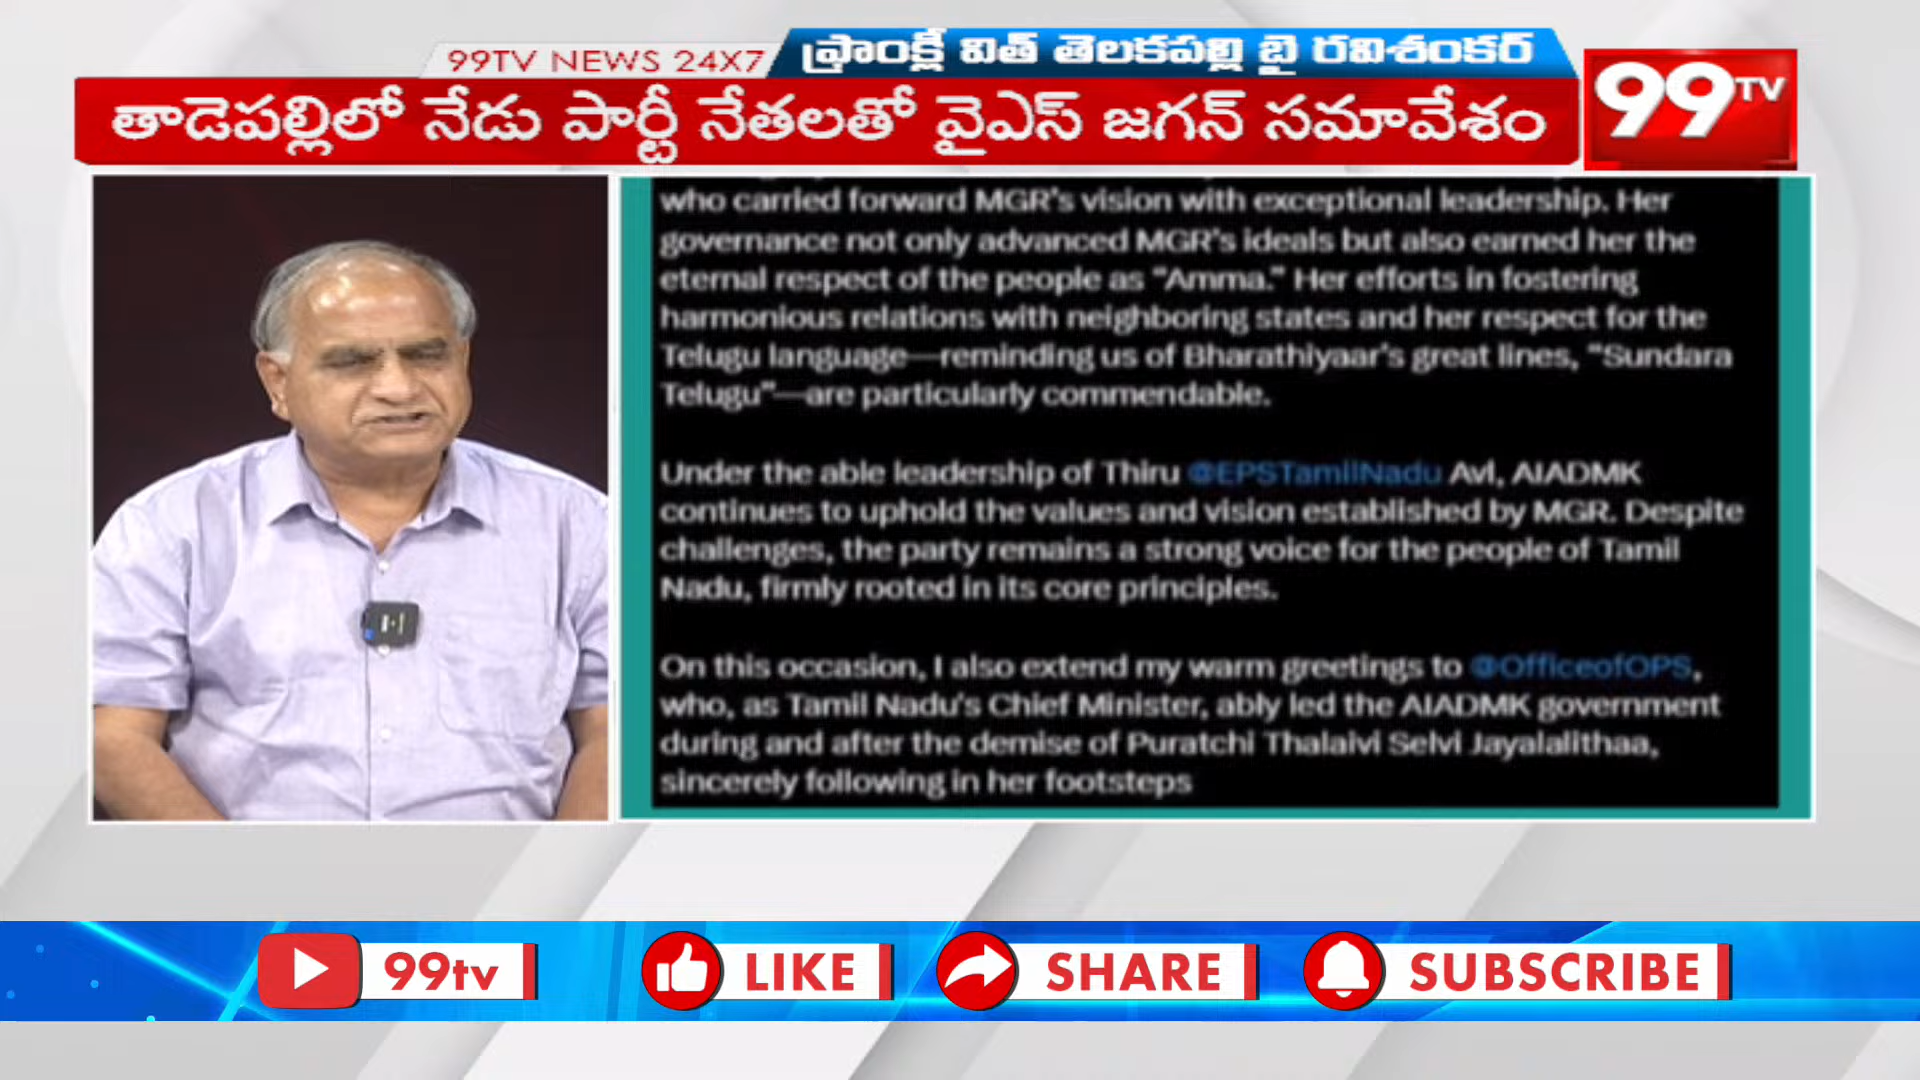 99TV NEWS 24X7
ఫ్రాంక్లీ విత్ తెలకపల్లి బై రవిశంకర్
తాడెపల్లిలో నేడు పార్టీ నేతలతో వైఎస్ జగన్ సమావేశం
99TV
who carried forward MGR's vision with exceptional leadership. Her
governance not only advanced MGR's ideals but also earned her the
eternal respect of the people as "Amma." Her efforts in fostering
harmonious relations with neighboring states and her respect for the
Telugu language—reminding us of Bharathiyaar's great lines, "Sundara
Telugu"—are particularly commendable.
Under the able leadership of Thiru @EPSTamilNadu Avl, AIADMK
continues to uphold the values and vision established by MGR. Despite
challenges, the party remains a strong voice for the people of Tamil
Nadu, firmly rooted in its core principles.
On this occasion, I also extend my warm greetings to @OfficeofOPS,
who, as Tamil Nadu's Chief Minister, ably led the AIADMK government
during and after the demise of Puratchi Thalaivi Selvi Jayalalithaa,
sincerely following in her footsteps
99tv
LIKE
SHARE
SUBSCRIBE